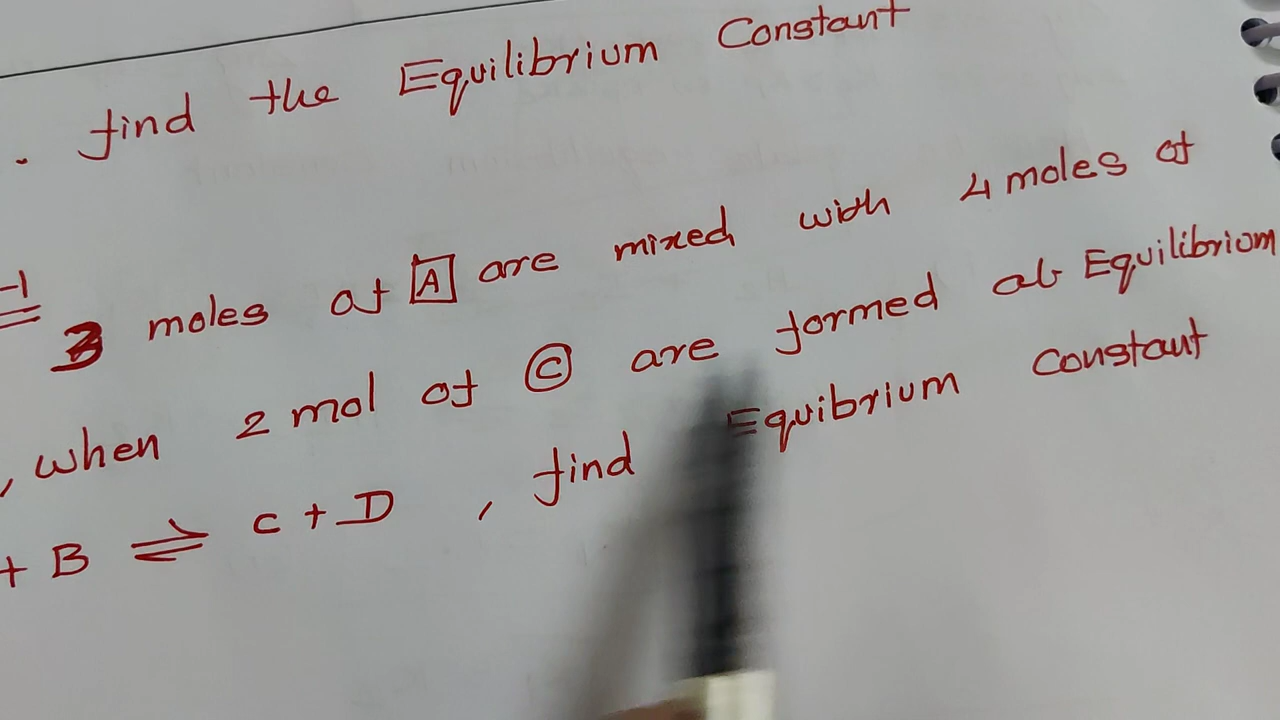 . find the Equilibrium Constant
-1
3 moles of A are mixed with 4 moles of
, when 2 mol of C are formed at Equilibrium
+ B ⇌ C + D , find Equibrium Constant